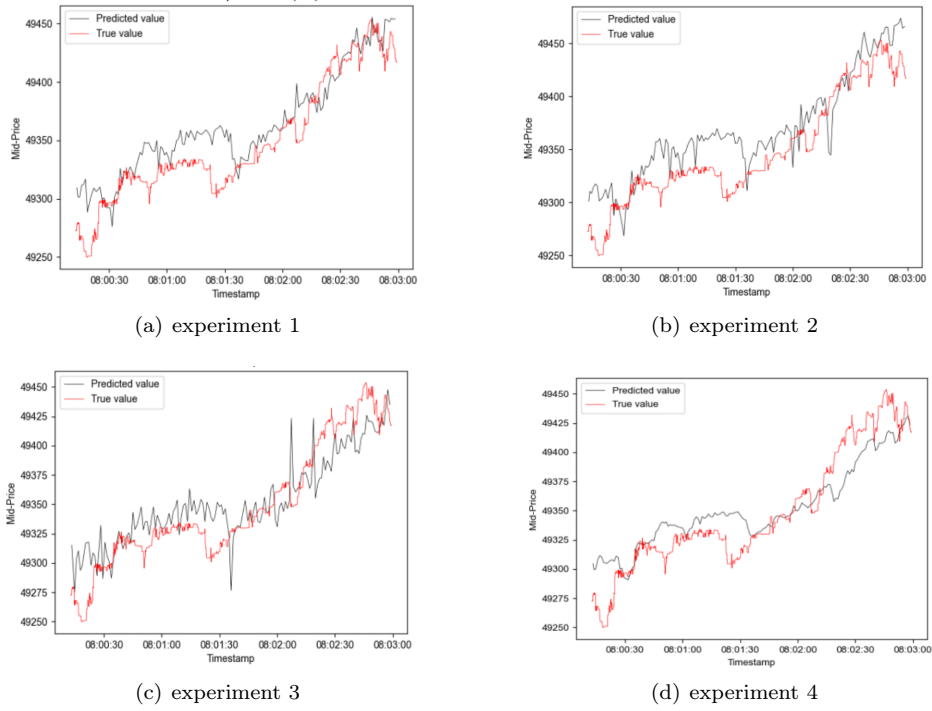 Predicted value
True value
49450
49400
49350
49300
49250
Mid-Price
08:00:30 08:01:00 08:01:30 08:02:00 08:02:30 08:03:00
Timestamp
(a) experiment 1
Predicted value
True value
49450
49400
49350
49300
49250
Mid-Price
08:00:30 08:01:00 08:01:30 08:02:00 08:02:30 08:03:00
Timestamp
(b) experiment 2
Predicted value
True value
49450
49425
49400
49375
49350
49325
49300
49275
49250
Mid-Price
08:00:30 08:01:00 08:01:30 08:02:00 08:02:30 08:03:00
Timestamp
(c) experiment 3
Predicted value
True value
49450
49425
49400
49375
49350
49325
49300
49275
49250
Mid-Price
08:00:30 08:01:00 08:01:30 08:02:00 08:02:30 08:03:00
Timestamp
(d) experiment 4